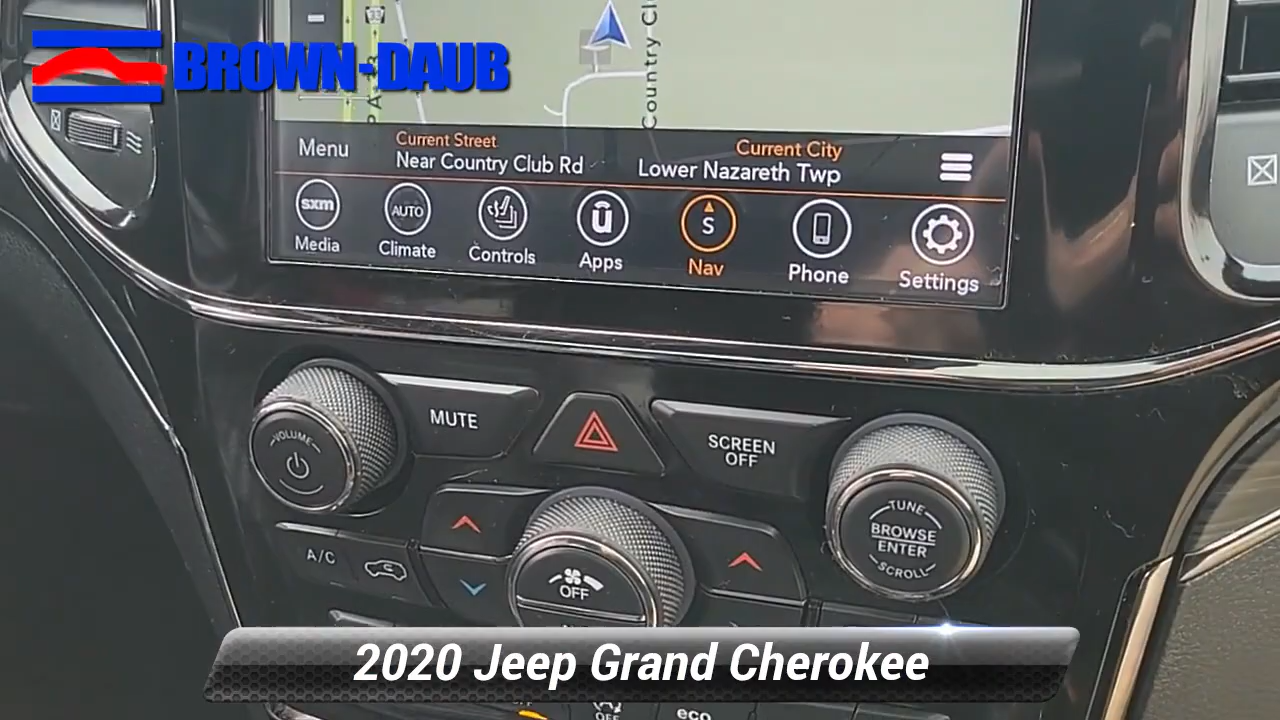 BROWN-DAUB
33
Country Cl
Menu
Current Street
Near Country Club Rd
Current City
Lower Nazareth Twp
sxm
AUTO
S
Media
Climate
Controls
Apps
Nav
Phone
Settings
VOLUME
MUTE
SCREEN
OFF
TUNE
BROWSE
ENTER
SCROLL
A/C
OFF
2020 Jeep Grand Cherokee
OFF
eco